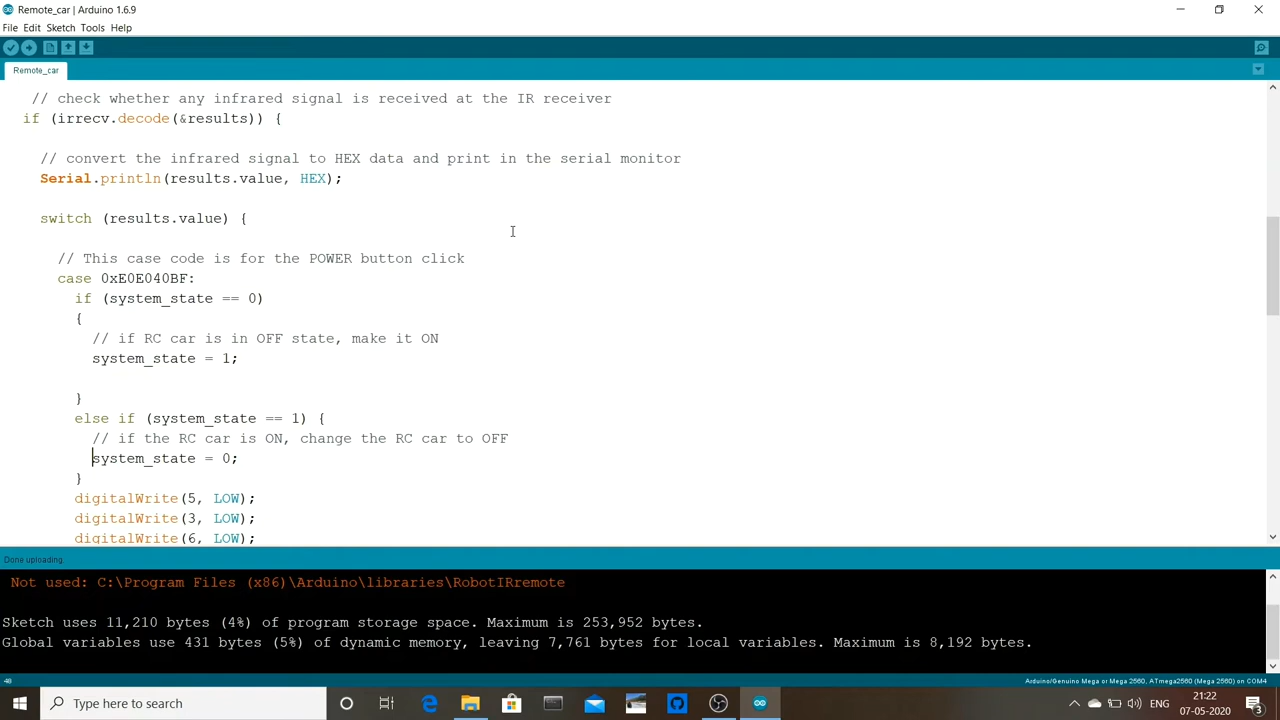 Remote_car | Arduino 1.6.9
File Edit Sketch Tools Help
Remote_car
// check whether any infrared signal is received at the IR receiver
if (irrecv.decode(&results)) {
// convert the infrared signal to HEX data and print in the serial monitor
Serial.println(results.value, HEX);
switch (results.value) {
// This case code is for the POWER button click
case 0xE0E040BF:
if (system_state == 0)
{
// if RC car is in OFF state, make it ON
system_state = 1;
}
else if (system_state == 1) {
// if the RC car is ON, change the RC car to OFF
system_state = 0;
}
digitalWrite(5, LOW);
digitalWrite(3, LOW);
digitalWrite(6, LOW);
Done uploading.
Not used: C:\Program Files (x86)\Arduino\libraries\RobotIRremote
Sketch uses 11,210 bytes (4%) of program storage space. Maximum is 253,952 bytes.
Global variables use 431 bytes (5%) of dynamic memory, leaving 7,761 bytes for local variables. Maximum is 8,192 bytes.
48
Arduino/Genuino Mega or Mega 2560, ATmega2560 (Mega 2560) on COM4
Type here to search
ENG
21:22
07-05-2020
3